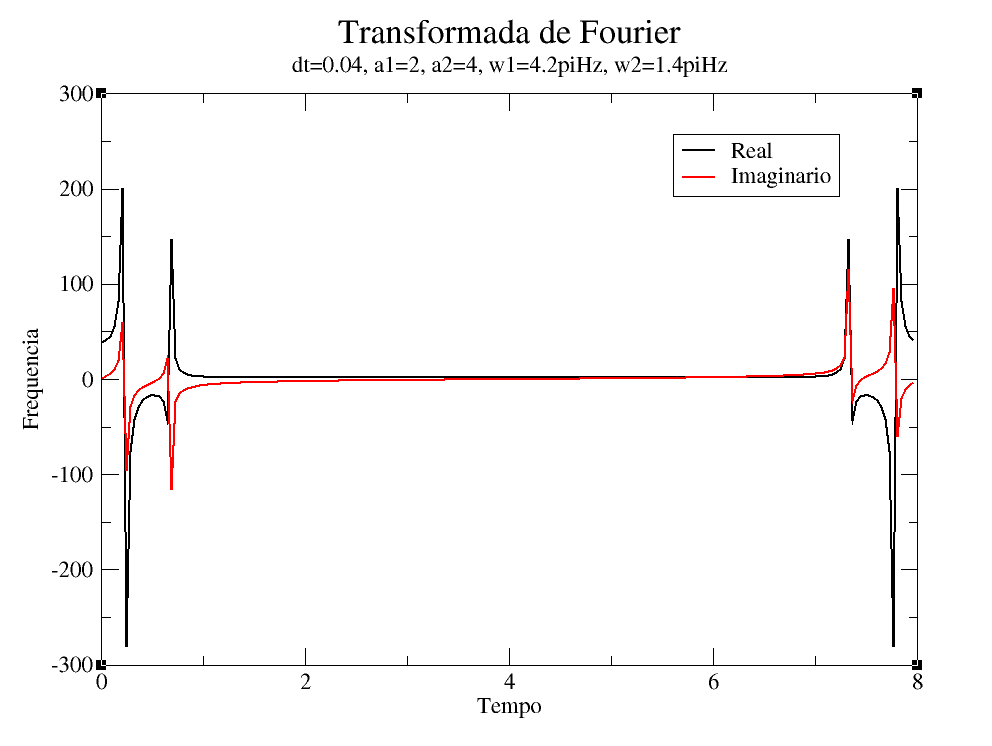 Transformada de Fourier
dt=0.04, a1=2, a2=4, w1=4.2piHz, w2=1.4piHz
300
200
100
0
-100
-200
-300
Frequencia
Real
Imaginario
0
2
4
6
8
Tempo